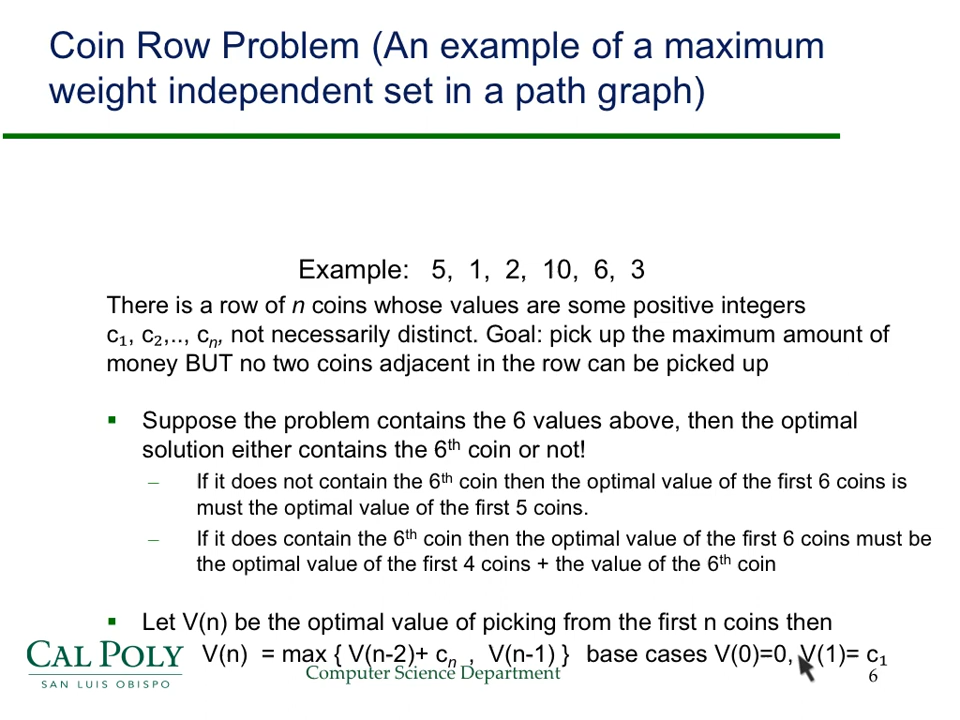 Coin Row Problem (An example of a maximum
weight independent set in a path graph)
Example: 5, 1, 2, 10, 6, 3
There is a row of n coins whose values are some positive integers
c₁, c₂,.., cₙ, not necessarily distinct. Goal: pick up the maximum amount of
money BUT no two coins adjacent in the row can be picked up
▪ Suppose the problem contains the 6 values above, then the optimal
solution either contains the 6th coin or not!
– If it does not contain the 6th coin then the optimal value of the first 6 coins is
must the optimal value of the first 5 coins.
– If it does contain the 6th coin then the optimal value of the first 6 coins must be
the optimal value of the first 4 coins + the value of the 6th coin
▪ Let V(n) be the optimal value of picking from the first n coins then
V(n) = max { V(n-2)+ cₙ , V(n-1) } base cases V(0)=0, V(1)= c₁
CAL POLY
SAN LUIS OBISPO
Computer Science Department
6